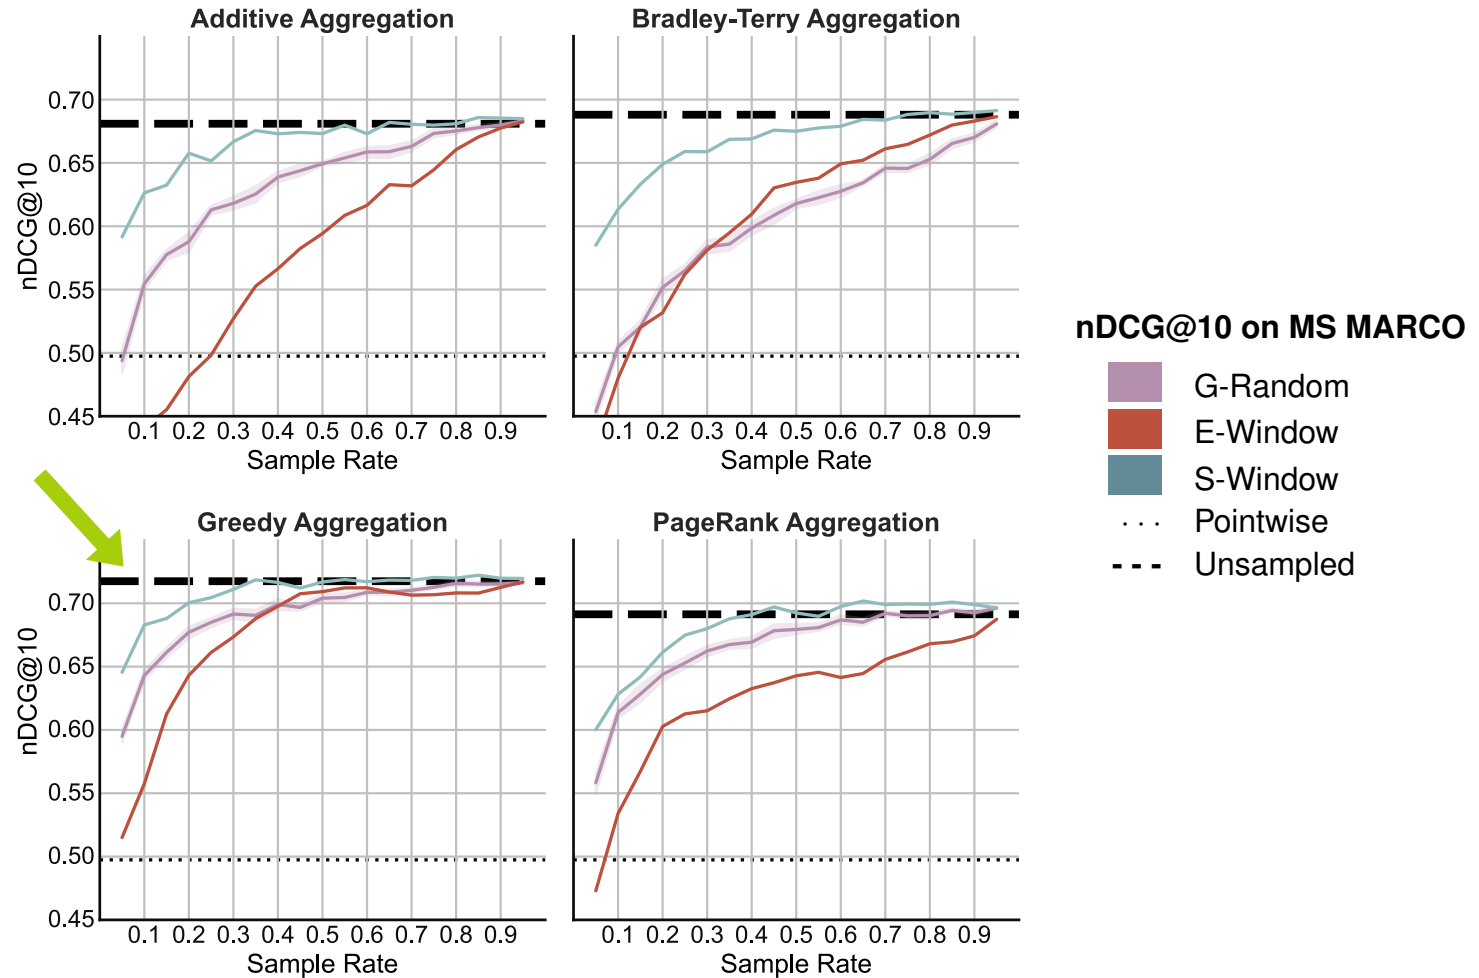 Additive Aggregation
nDCG@10
0.70
0.65
0.60
0.55
0.50
0.45
0.1 0.2 0.3 0.4 0.5 0.6 0.7 0.8 0.9
Sample Rate
Bradley-Terry Aggregation
0.1 0.2 0.3 0.4 0.5 0.6 0.7 0.8 0.9
Sample Rate
Greedy Aggregation
nDCG@10
0.70
0.65
0.60
0.55
0.50
0.45
0.1 0.2 0.3 0.4 0.5 0.6 0.7 0.8 0.9
Sample Rate
PageRank Aggregation
0.1 0.2 0.3 0.4 0.5 0.6 0.7 0.8 0.9
Sample Rate
nDCG@10 on MS MARCO
G-Random
E-Window
S-Window
Pointwise
Unsampled